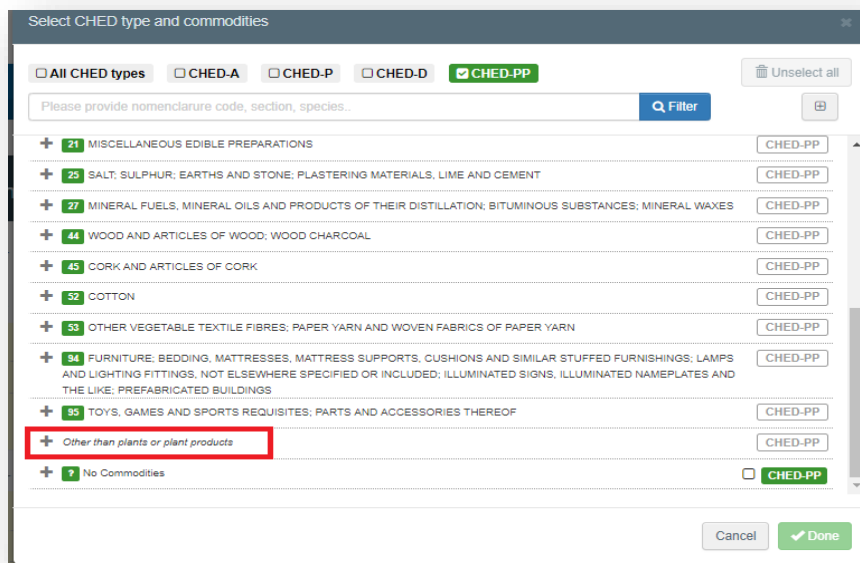 Select CHED type and commodities
All CHED types CHED-A CHED-P CHED-D CHED-PP Unselect all
Please provide nomenclarure code, section, species.. Filter
21 MISCELLANEOUS EDIBLE PREPARATIONS CHED-PP
25 SALT; SULPHUR; EARTHS AND STONE; PLASTERING MATERIALS, LIME AND CEMENT CHED-PP
27 MINERAL FUELS, MINERAL OILS AND PRODUCTS OF THEIR DISTILLATION; BITUMINOUS SUBSTANCES; MINERAL WAXES CHED-PP
44 WOOD AND ARTICLES OF WOOD; WOOD CHARCOAL CHED-PP
45 CORK AND ARTICLES OF CORK CHED-PP
52 COTTON CHED-PP
53 OTHER VEGETABLE TEXTILE FIBRES; PAPER YARN AND WOVEN FABRICS OF PAPER YARN CHED-PP
94 FURNITURE; BEDDING, MATTRESSES, MATTRESS SUPPORTS, CUSHIONS AND SIMILAR STUFFED FURNISHINGS; LAMPS CHED-PP
AND LIGHTING FITTINGS, NOT ELSEWHERE SPECIFIED OR INCLUDED; ILLUMINATED SIGNS, ILLUMINATED NAMEPLATES AND
THE LIKE; PREFABRICATED BUILDINGS
95 TOYS, GAMES AND SPORTS REQUISITES; PARTS AND ACCESSORIES THEREOF CHED-PP
Other than plants or plant products CHED-PP
? No Commodities CHED-PP
Cancel Done